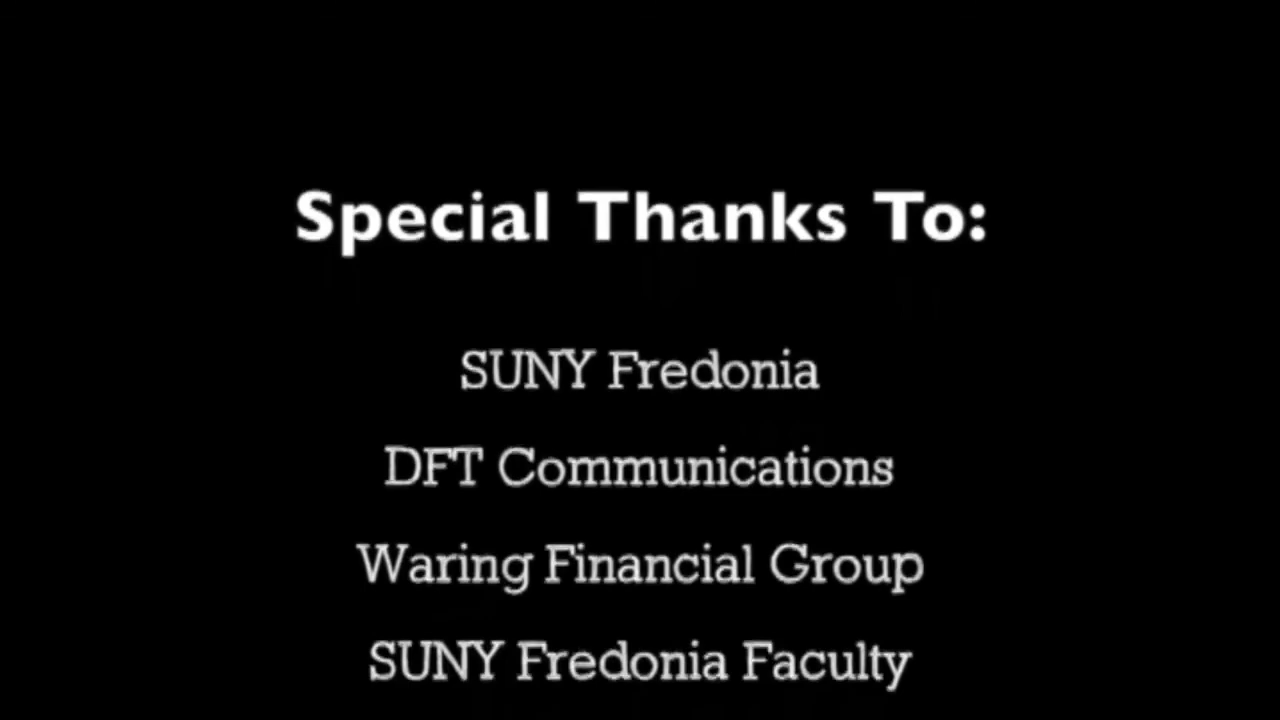 Special Thanks To:
SUNY Fredonia
DFT Communications
Waring Financial Group
SUNY Fredonia Faculty